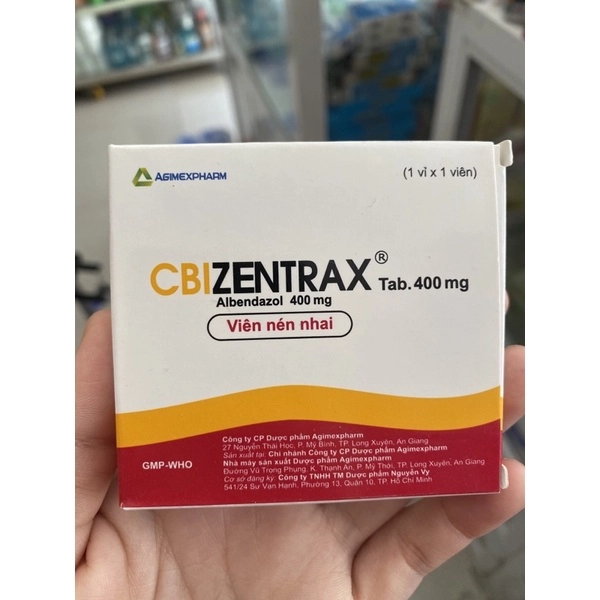 AGIMEXPHARM
(1 vỉ x 1 viên)
CBIZENTRAX® Tab. 400 mg
Albendazol 400 mg
Viên nén nhai
GMP-WHO
Công ty CP Dược phẩm Agimexpharm
27 Nguyễn Thái Học, P. Mỹ Bình, TP. Long Xuyên, An Giang
Sản xuất tại: Chi nhánh Công ty CP Dược phẩm Agimexpharm
Nhà máy sản xuất Dược phẩm Agimexpharm
Đường Vũ Trọng Phụng, K. Thạnh An, P. Mỹ Thới, TP. Long Xuyên, An Giang
Cơ sở đăng ký: Công ty TNHH TM Dược phẩm Nguyễn Vy
541/24 Sư Vạn Hạnh, Phường 13, Quận 10, TP. Hồ Chí Minh